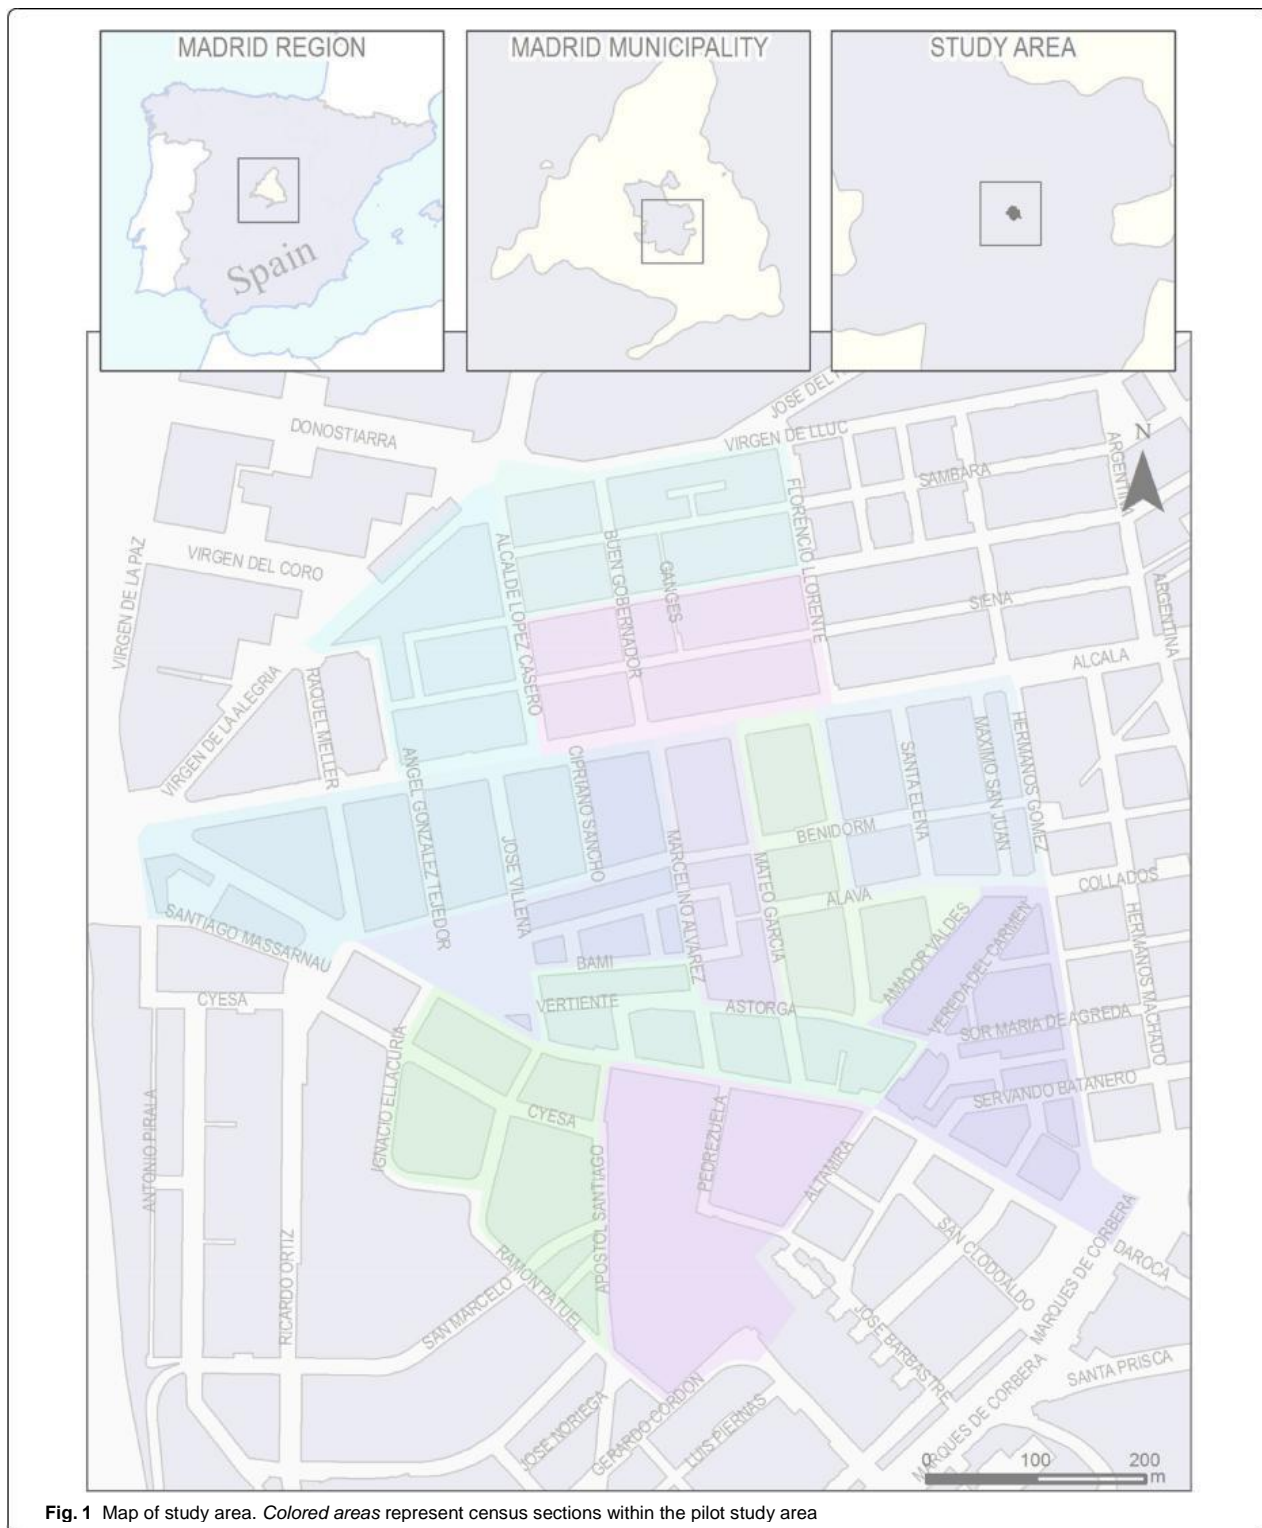 MADRID REGION
MADRID MUNICIPALITY
STUDY AREA
Spain
DONOSTIARRA
VIRGEN DE LLUC
N
ARGENTINA
SAMBARA
FLORENCIO LLORENTE
VIRGEN DE LA PAZ
VIRGEN DEL CORO
ALCALDE LOPEZ CASERO
BUEN GOBERNADOR
GANGES
SIENA
ARGENTINA
ALCALA
VIRGEN DE LA ALEGRIA
RAQUEL MELLER
ANGEL GONZALEZ TEJEDOR
CIPRIANO SANCHO
JOSE VILLENA
MARCELINO ALVAREZ
MATEO GARCIA
BENIDORM
SANTA ELENA
MAXIMO SAN JUAN
HERMANOS GOMEZ
ALAVA
COLLADOS
HERMANOS MACHADO
SANTIAGO MASSARNAU
AMADOR VALDES
VEREDA DEL CARMEN
BAMI
CYESA
VERTIENTE
ASTORGA
SOR MARIA DE AGREDA
SERVANDO BATANERO
IGNACIO ELLACURIA
CYESA
PEDREZUELA
ALTAMIRA
ANTONIO PIRALA
RICARDO ORTIZ
APOSTOL SANTIAGO
SAN MARCELO
RAMON PATUEL
SAN CLODOALDO
MARQUES DE CORBERA
DAROCA
JOSE BARBASTRE
MARQUES DE CORBERA
SANTA PRISCA
JOSE NORIEGA
GERARDO CORDON
LUIS PIERNAS
0 100 200
m
Fig. 1 Map of study area. Colored areas represent census sections within the pilot study area